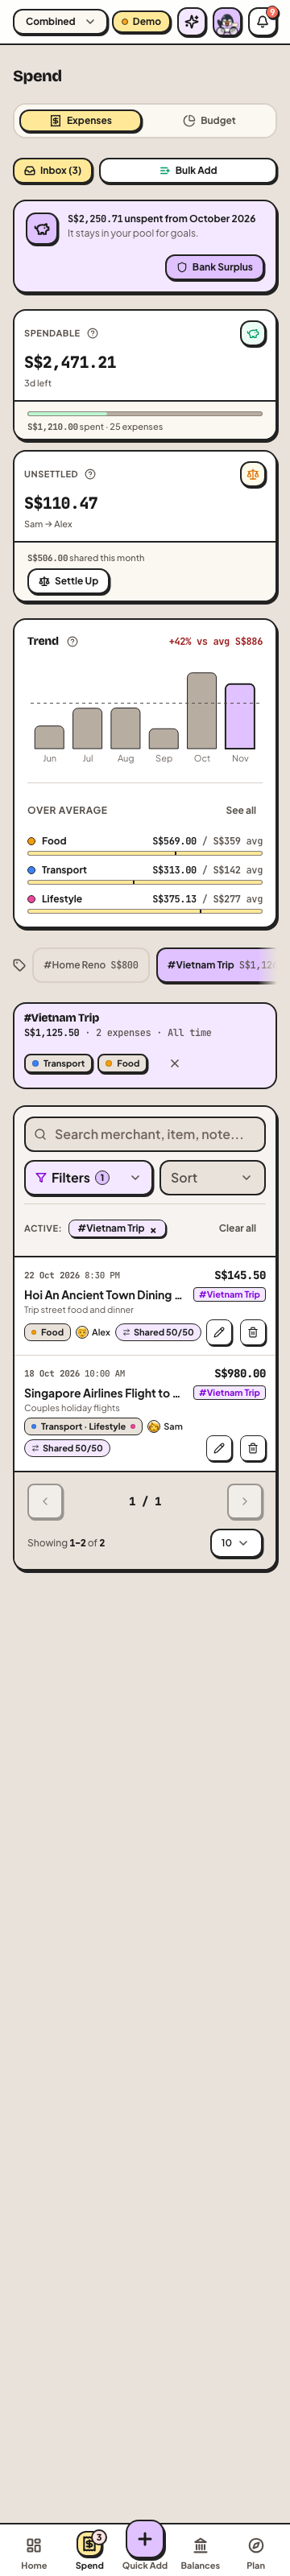 Combined
Demo
9
Spend
Expenses
Budget
Inbox (3)
Bulk Add
S$2,250.71 unspent from October 2026
It stays in your pool for goals.
Bank Surplus
SPENDABLE
S$2,471.21
3d left
S$1,210.00 spent · 25 expenses
UNSETTLED
S$110.47
Sam → Alex
S$506.00 shared this month
Settle Up
Trend
+42% vs avg S$886
Jun Jul Aug Sep Oct Nov
OVER AVERAGE
See all
Food S$569.00 / S$359 avg
Transport S$313.00 / S$142 avg
Lifestyle S$375.13 / S$277 avg
#Home Reno S$800
#Vietnam Trip
#Vietnam Trip
S$1,125.50 · 2 expenses · All time
Transport
Food
Search merchant, item, note...
Filters 1
Sort
ACTIVE: #Vietnam Trip ×
Clear all
22 Oct 2026 8:30 PM S$145.50
Hoi An Ancient Town Dining ... #Vietnam Trip
Trip street food and dinner
Food Alex Shared 50/50
18 Oct 2026 10:00 AM S$980.00
Singapore Airlines Flight to ... #Vietnam Trip
Couples holiday flights
Transport · Lifestyle Sam
Shared 50/50
1 / 1
Showing 1–2 of 2
10
3
Home
Spend
Quick Add
Balances
Plan